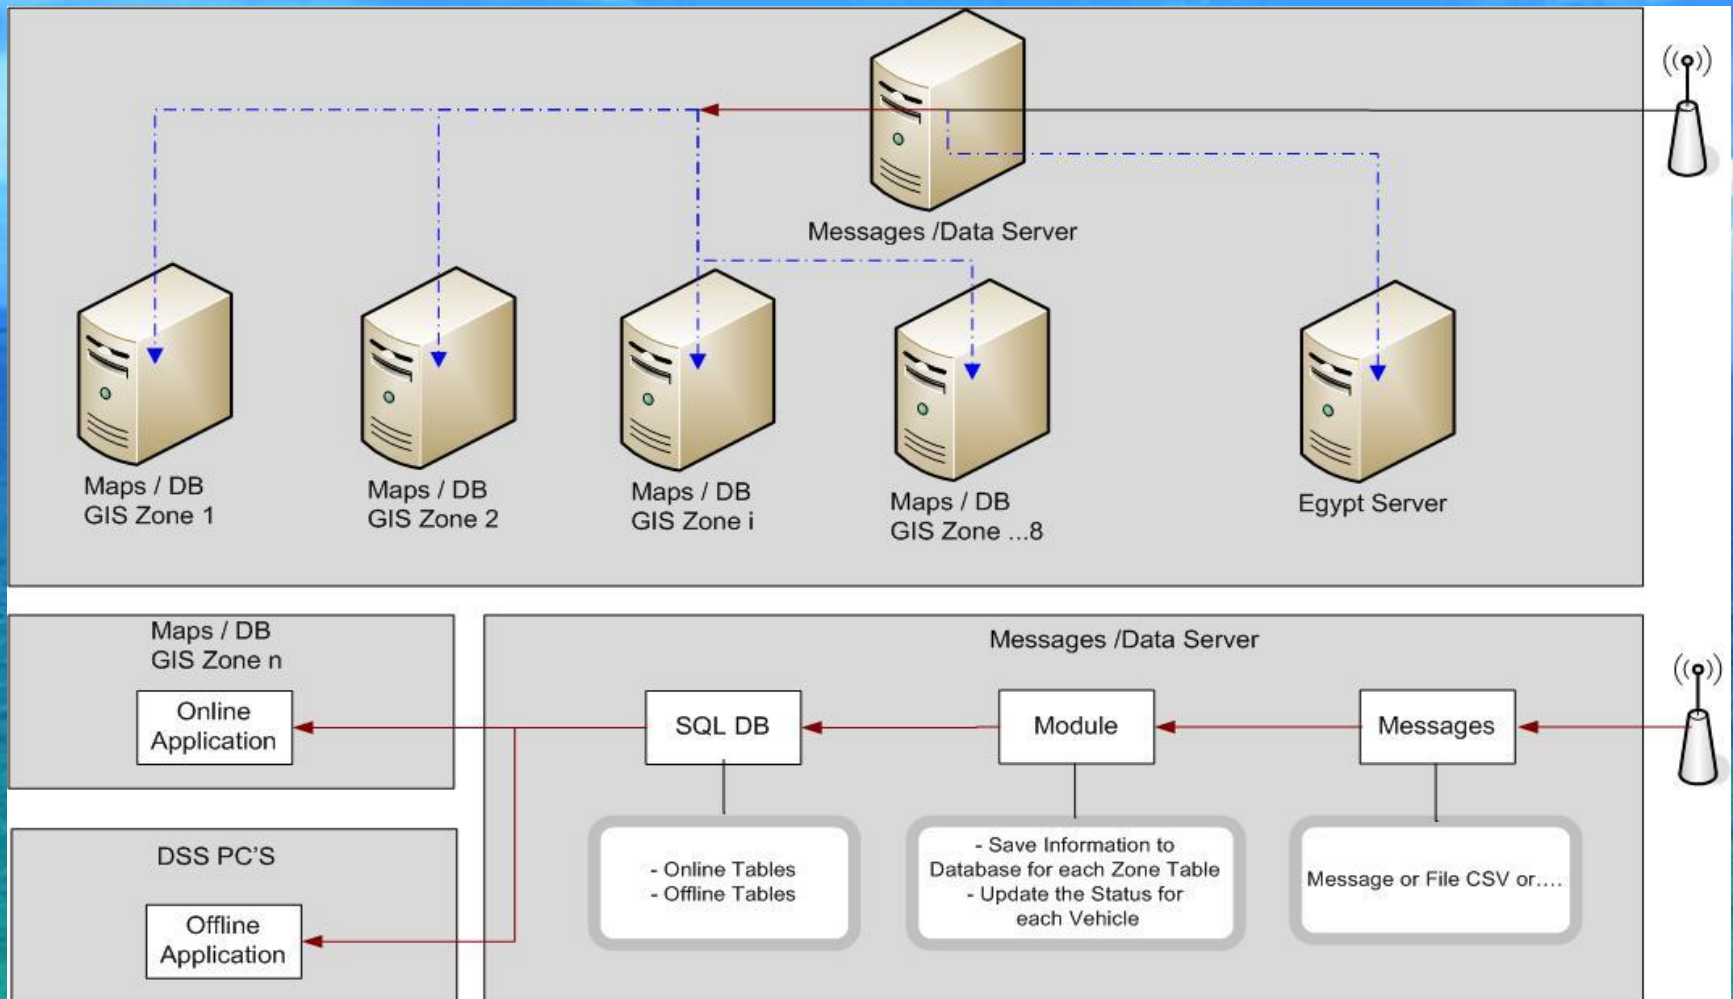 Messages /Data Server
Maps / DB
GIS Zone 1
Maps / DB
GIS Zone 2
Maps / DB
GIS Zone i
Maps / DB
GIS Zone ...8
Egypt Server
Maps / DB
GIS Zone n
Online
Application
DSS PC'S
Offline
Application
Messages /Data Server
SQL DB
Module
Messages
- Online Tables
- Offline Tables
- Save Information to
Database for each Zone Table
- Update the Status for
each Vehicle
Message or File CSV or....